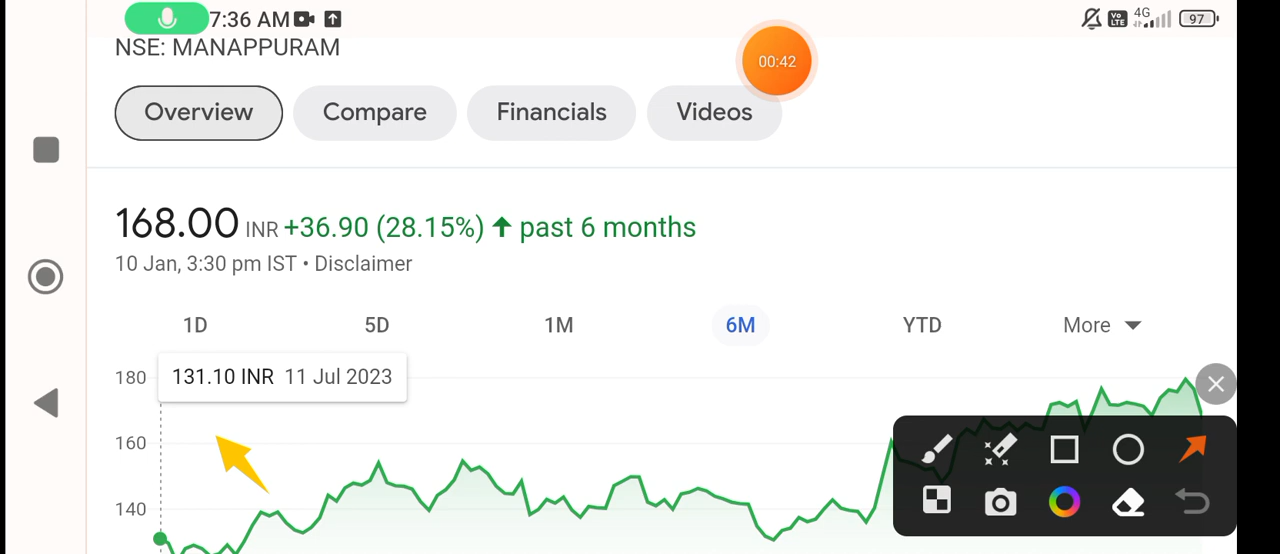 7:36 AM
Vo LTE 4G 97
NSE: MANAPPURAM
00:42
Overview Compare Financials Videos
168.00 INR +36.90 (28.15%) ↑ past 6 months
10 Jan, 3:30 pm IST • Disclaimer
1D 5D 1M 6M YTD More
180
131.10 INR 11 Jul 2023
160
140